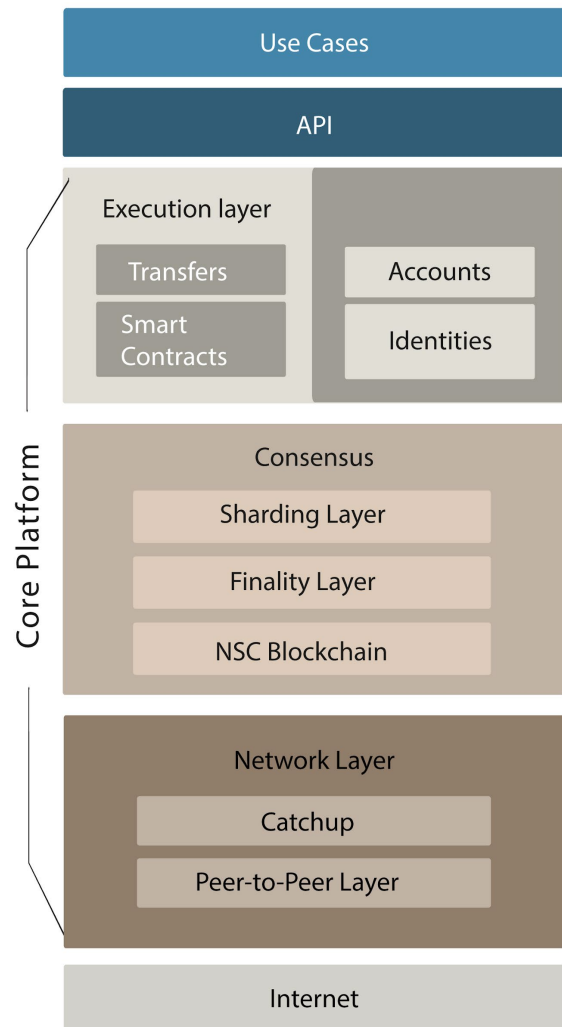 Use Cases
API
Execution layer
Transfers
Smart
Contracts
Accounts
Identities
Core Platform
Consensus
Sharding Layer
Finality Layer
NSC Blockchain
Network Layer
Catchup
Peer-to-Peer Layer
Internet